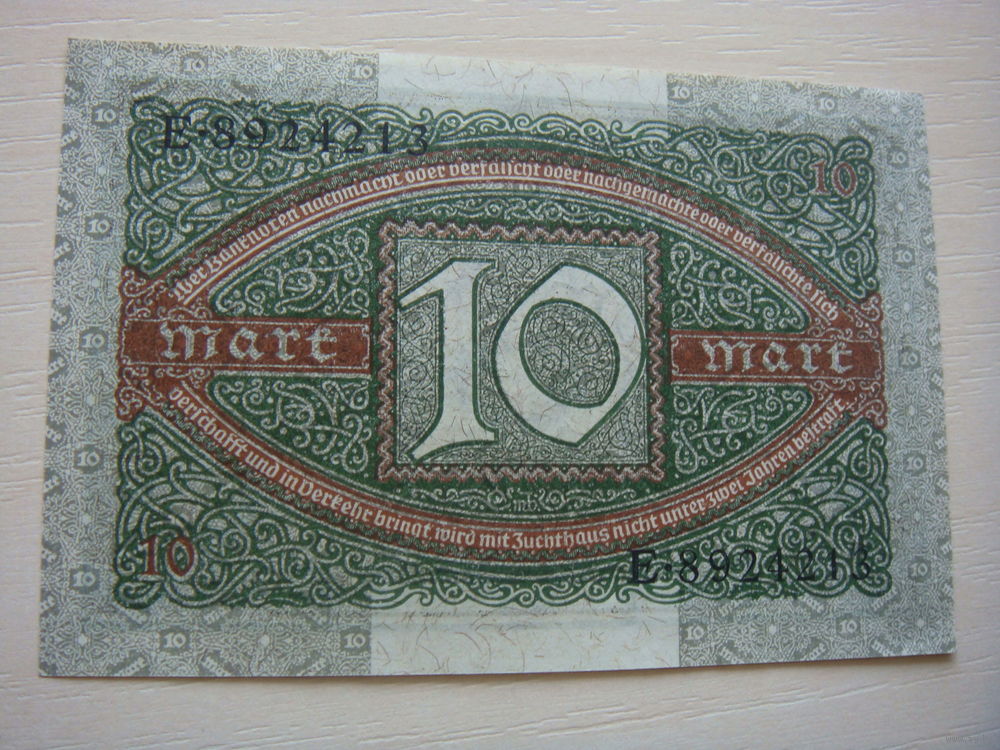 E·8924213
10
Wer Banknoten nachmacht oder verfälscht oder nachgemachte oder verfälschte sich
10
Mark
Mark
verschafft und in Verkehr bringt, wird mit Zuchthaus nicht unter zwei Jahren bestraft
10
E·8924213